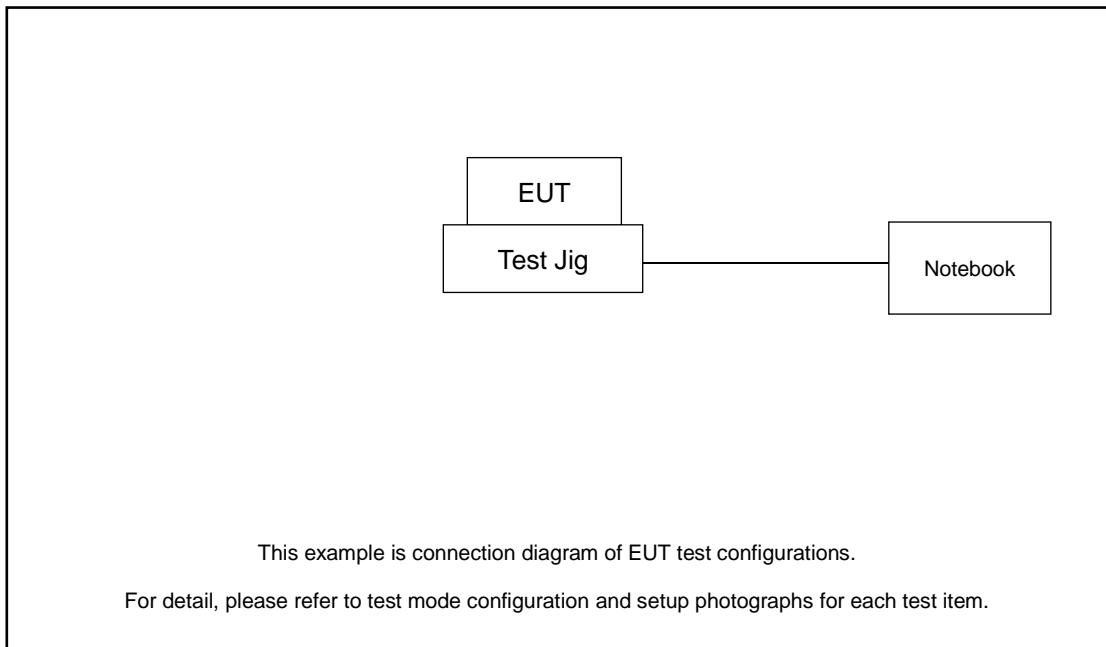 EUT
Test Jig
Notebook
This example is connection diagram of EUT test configurations.
For detail, please refer to test mode configuration and setup photographs for each test item.